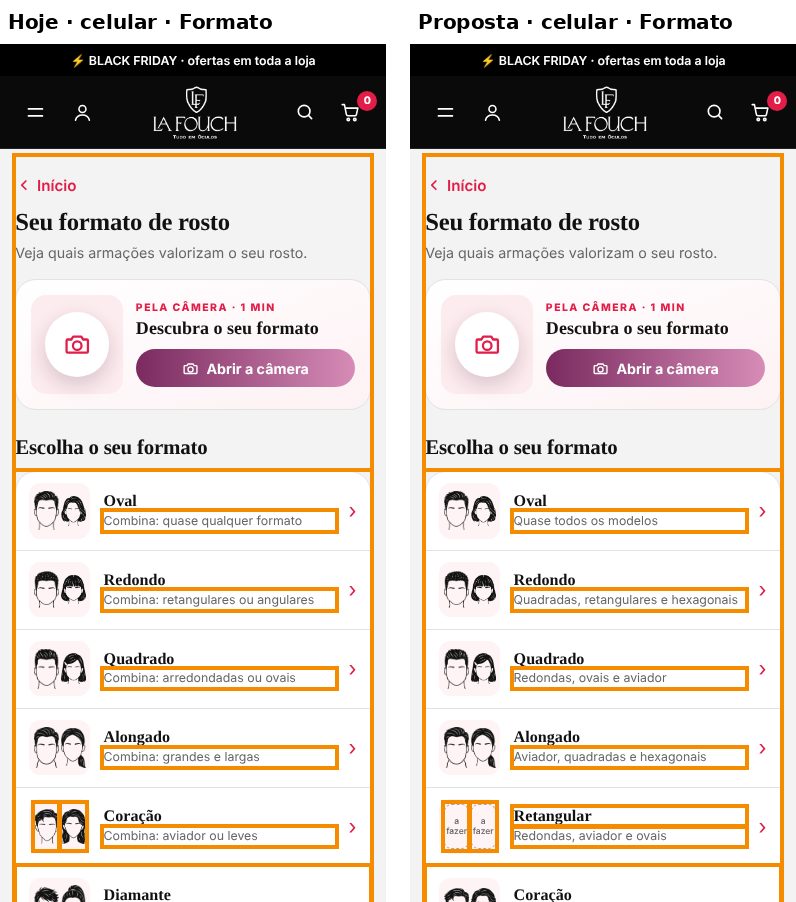 Hoje · celular · Formato
⚡ BLACK FRIDAY · ofertas em toda a loja
LF
LA FOUCH
TUDO EM ÓCULOS
0
Início
Seu formato de rosto
Veja quais armações valorizam o seu rosto.
PELA CÂMERA · 1 MIN
Descubra o seu formato
Abrir a câmera
Escolha o seu formato
Oval
Combina: quase qualquer formato
Redondo
Combina: retangulares ou angulares
Quadrado
Combina: arredondadas ou ovais
Alongado
Combina: grandes e largas
Coração
Combina: aviador ou leves
Diamante
Proposta · celular · Formato
⚡ BLACK FRIDAY · ofertas em toda a loja
LF
LA FOUCH
TUDO EM ÓCULOS
0
Início
Seu formato de rosto
Veja quais armações valorizam o seu rosto.
PELA CÂMERA · 1 MIN
Descubra o seu formato
Abrir a câmera
Escolha o seu formato
Oval
Quase todos os modelos
Redondo
Quadradas, retangulares e hexagonais
Quadrado
Redondas, ovais e aviador
Alongado
Aviador, quadradas e hexagonais
a fazer
a fazer
Retangular
Redondas, aviador e ovais
Coração